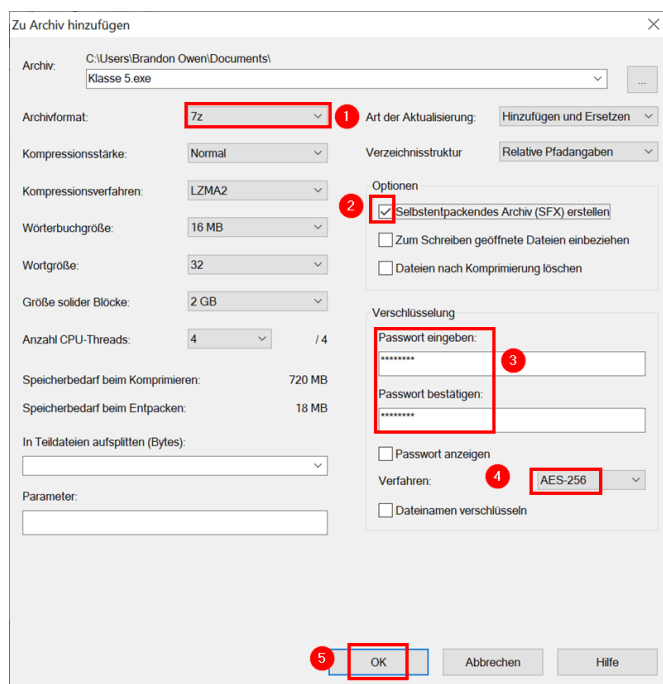 Zu Archiv hinzufügen
Archiv:
C:\Users\Brandon Owen\Documents\
Klasse 5.exe
...
Archivformat:
7z
1
Kompressionsstärke:
Normal
Kompressionsverfahren:
LZMA2
Wörterbuchgröße:
16 MB
Wortgröße:
32
Größe solider Blöcke:
2 GB
Anzahl CPU-Threads:
4
/ 4
Speicherbedarf beim Komprimieren:
720 MB
Speicherbedarf beim Entpacken:
18 MB
In Teildateien aufsplitten (Bytes):
Parameter:
Art der Aktualisierung:
Hinzufügen und Ersetzen
Verzeichnisstruktur
Relative Pfadangaben
Optionen
2
Selbstentpackendes Archiv (SFX) erstellen
Zum Schreiben geöffnete Dateien einbeziehen
Dateien nach Komprimierung löschen
Verschlüsselung
Passwort eingeben:
********
3
Passwort bestätigen:
********
Passwort anzeigen
4
Verfahren:
AES-256
Dateinamen verschlüsseln
5
OK
Abbrechen
Hilfe